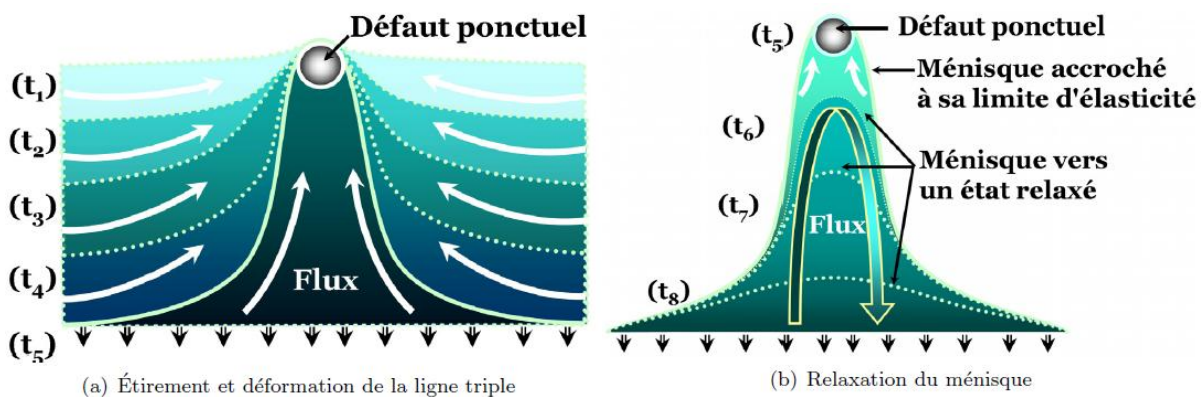 Défaut ponctuel
(t₁)
(t₂)
(t₃)
(t₄)
(t₅)
Flux
(a) Étirement et déformation de la ligne triple
(t₅)
Défaut ponctuel
Ménisque accroché
à sa limite d'élasticité
(t₆)
Ménisque vers
un état relaxé
(t₇)
Flux
(t₈)
(b) Relaxation du ménisque